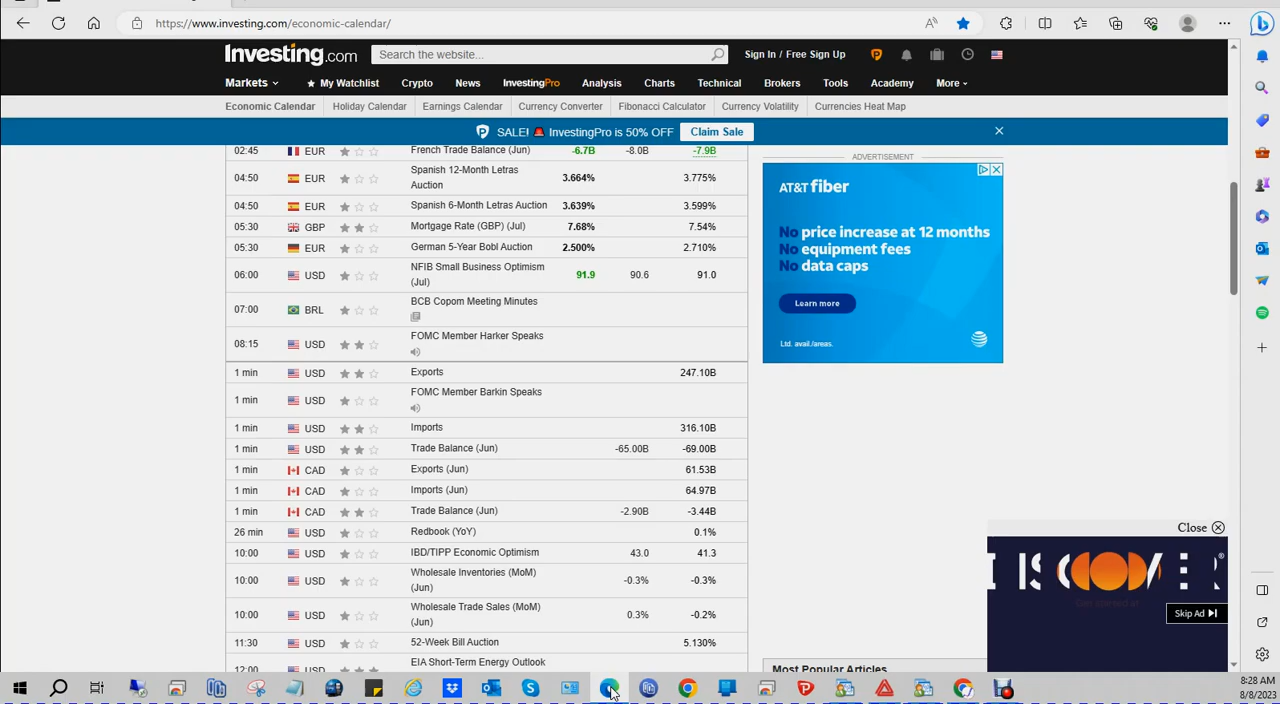 https://www.investing.com/economic-calendar/
Investing.com
Search the website...
Sign In / Free Sign Up
Markets
My Watchlist
Crypto
News
InvestingPro
Analysis
Charts
Technical
Brokers
Tools
Academy
More
Economic Calendar
Holiday Calendar
Earnings Calendar
Currency Converter
Fibonacci Calculator
Currency Volatility
Currencies Heat Map
SALE! InvestingPro is 50% OFF Claim Sale
02:45 EUR French Trade Balance (Jun) -6.7B -8.0B -7.9B
04:50 EUR Spanish 12-Month Letras 3.664% 3.775%
Auction
04:50 EUR Spanish 6-Month Letras Auction 3.639% 3.599%
05:30 GBP Mortgage Rate (GBP) (Jul) 7.68% 7.54%
05:30 EUR German 5-Year Bobl Auction 2.500% 2.710%
06:00 USD NFIB Small Business Optimism 91.9 90.6 91.0
(Jul)
07:00 BRL BCB Copom Meeting Minutes
08:15 USD FOMC Member Harker Speaks
1 min USD Exports 247.10B
1 min USD FOMC Member Barkin Speaks
1 min USD Imports 316.10B
1 min USD Trade Balance (Jun) -65.00B -69.00B
1 min CAD Exports (Jun) 61.53B
1 min CAD Imports (Jun) 64.97B
1 min CAD Trade Balance (Jun) -2.90B -3.44B
26 min USD Redbook (YoY) 0.1%
10:00 USD IBD/TIPP Economic Optimism 43.0 41.3
10:00 USD Wholesale Inventories (MoM) -0.3% -0.3%
(Jun)
10:00 USD Wholesale Trade Sales (MoM) 0.3% -0.2%
(Jun)
11:30 USD 52-Week Bill Auction 5.130%
12:00 USD EIA Short-Term Energy Outlook
ADVERTISEMENT
AT&T fiber
No price increase at 12 months
No equipment fees
No data caps
Learn more
Ltd. avail./areas.
Close
Skip Ad
Most Popular Articles
8:28 AM
8/8/2023